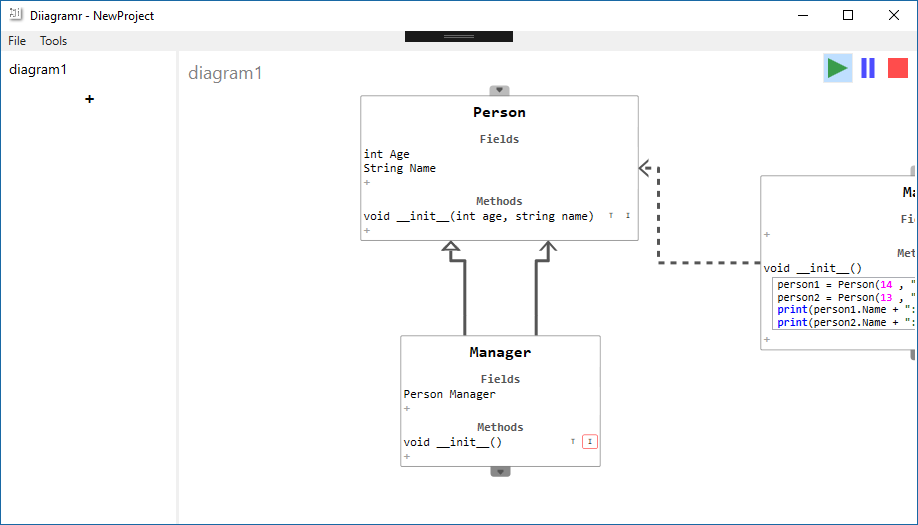 Diiagramr - NewProject
File Tools
diagram1
+
diagram1
Person
Fields
int Age
String Name
+
Methods
void __init__(int age, string name)
+
Manager
Fields
Person Manager
+
Methods
void __init__()
+
Ma
Fi
+
Met
void __init__()
person1 = Person(14 , "
person2 = Person(13 , "
print(person1.Name + ":
print(person2.Name + ":
+